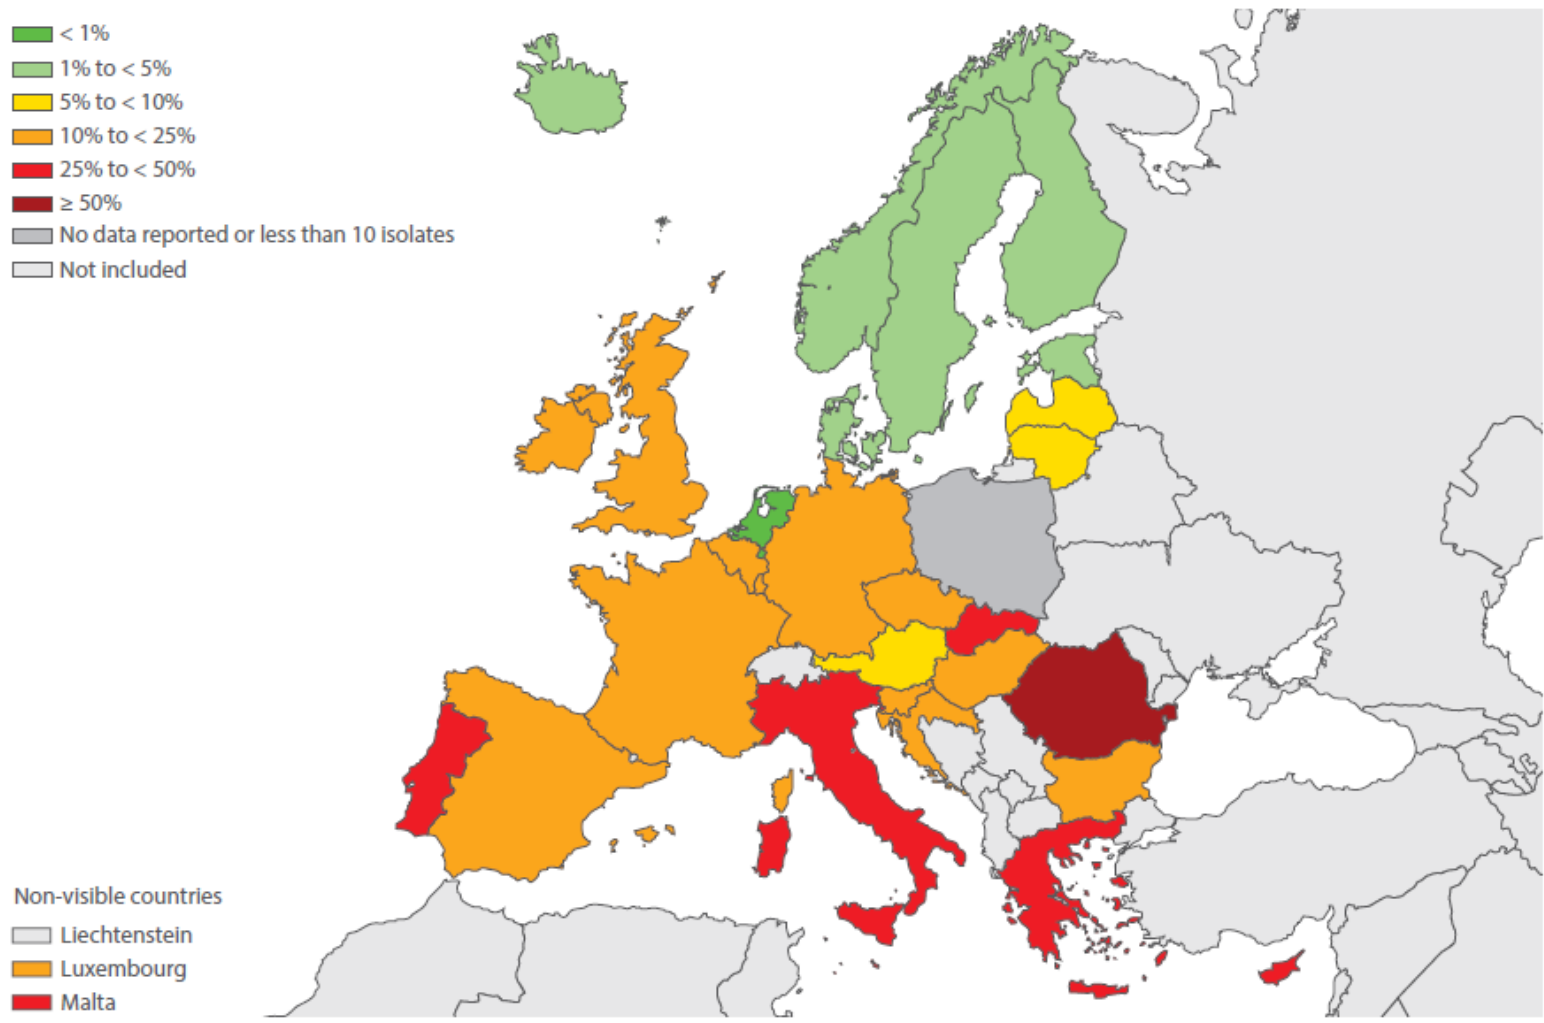 < 1%
1% to < 5%
5% to < 10%
10% to < 25%
25% to < 50%
≥ 50%
No data reported or less than 10 isolates
Not included
Non-visible countries
Liechtenstein
Luxembourg
Malta